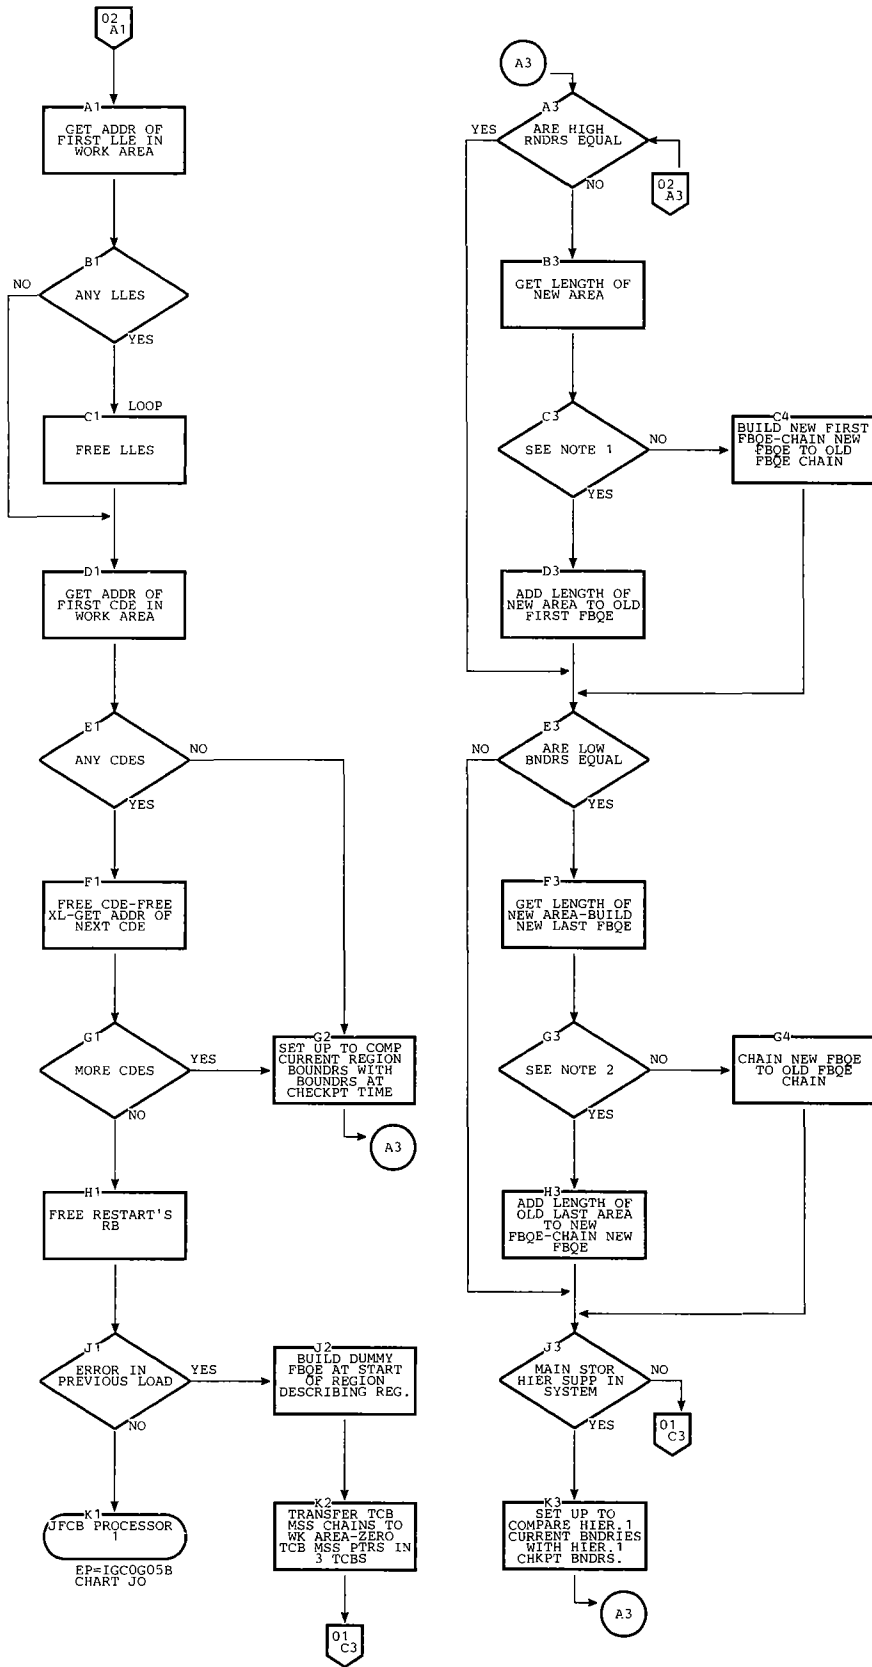 02
A1
A1
GET ADDR OF
FIRST LLE IN
WORK AREA
B1
NO
ANY LLES
YES
LOOP
C1
FREE LLES
D1
GET ADDR OF
FIRST CDE IN
WORK AREA
E1
NO
ANY CDES
YES
F1
FREE CDE-FREE
XL-GET ADDR OF
NEXT CDE
G1
YES
MORE CDES
NO
G2
SET UP TO COMP
CURRENT REGION
BOUNDRS WITH
BOUNDRS AT
CHECKPT TIME
A3
H1
FREE RESTART'S
RB
J1
ERROR IN
PREVIOUS LOAD
YES
NO
J2
BUILD DUMMY
FBQE AT START
OF REGION
DESCRIBING REG.
K1
JFCB PROCESSOR
1
EP=IGC0G05B
CHART JO
K2
TRANSFER TCB
MSS CHAINS TO
WK AREA-ZERO
TCB MSS PTRS IN
3 TCBS
01
C3
A3
A3
YES
ARE HIGH
RNDRS EQUAL
NO
02
A3
B3
GET LENGTH OF
NEW AREA
C3
SEE NOTE 1
NO
YES
C4
BUILD NEW FIRST
FBQE-CHAIN NEW
FBQE TO OLD
FBQE CHAIN
D3
ADD LENGTH OF
NEW AREA TO OLD
FIRST FBQE
E3
NO
ARE LOW
BNDRS EQUAL
YES
F3
GET LENGTH OF
NEW AREA-BUILD
NEW LAST FBQE
G3
SEE NOTE 2
NO
YES
G4
CHAIN NEW FBQE
TO OLD FBQE
CHAIN
H3
ADD LENGTH OF
OLD LAST AREA
TO NEW
FBQE-CHAIN NEW
FBQE
J3
MAIN STOR
HIER SUPP IN
SYSTEM
NO
YES
01
C3
K3
SET UP TO
COMPARE HIER.1
CURRENT BNDRIES
WITH HIER.1
CHKPT BNDRS.
A3